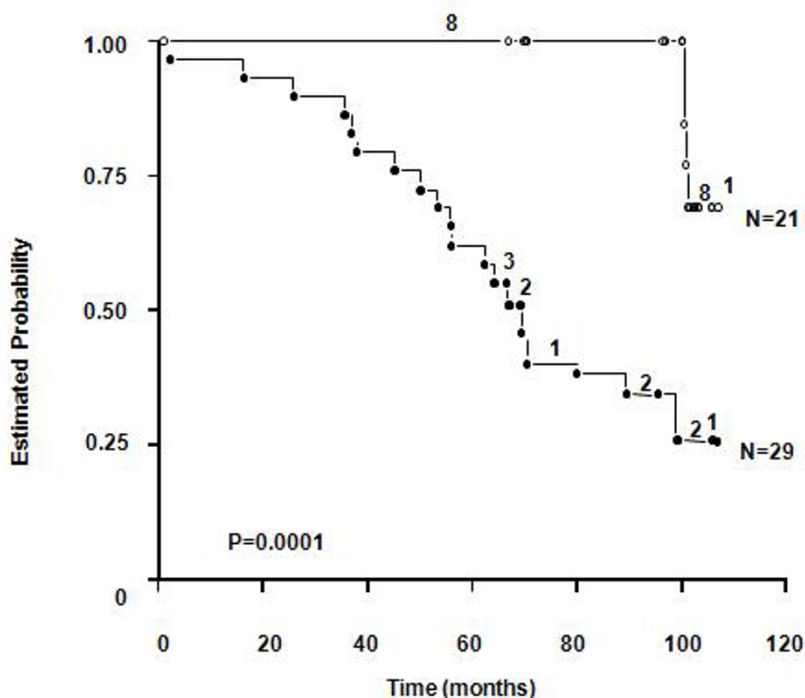 8
1.00
0.75
8 1
N=21
Estimated Probability
3
2
0.50
1
2
0.25
2 1
N=29
P=0.0001
0
0 20 40 60 80 100 120
Time (months)